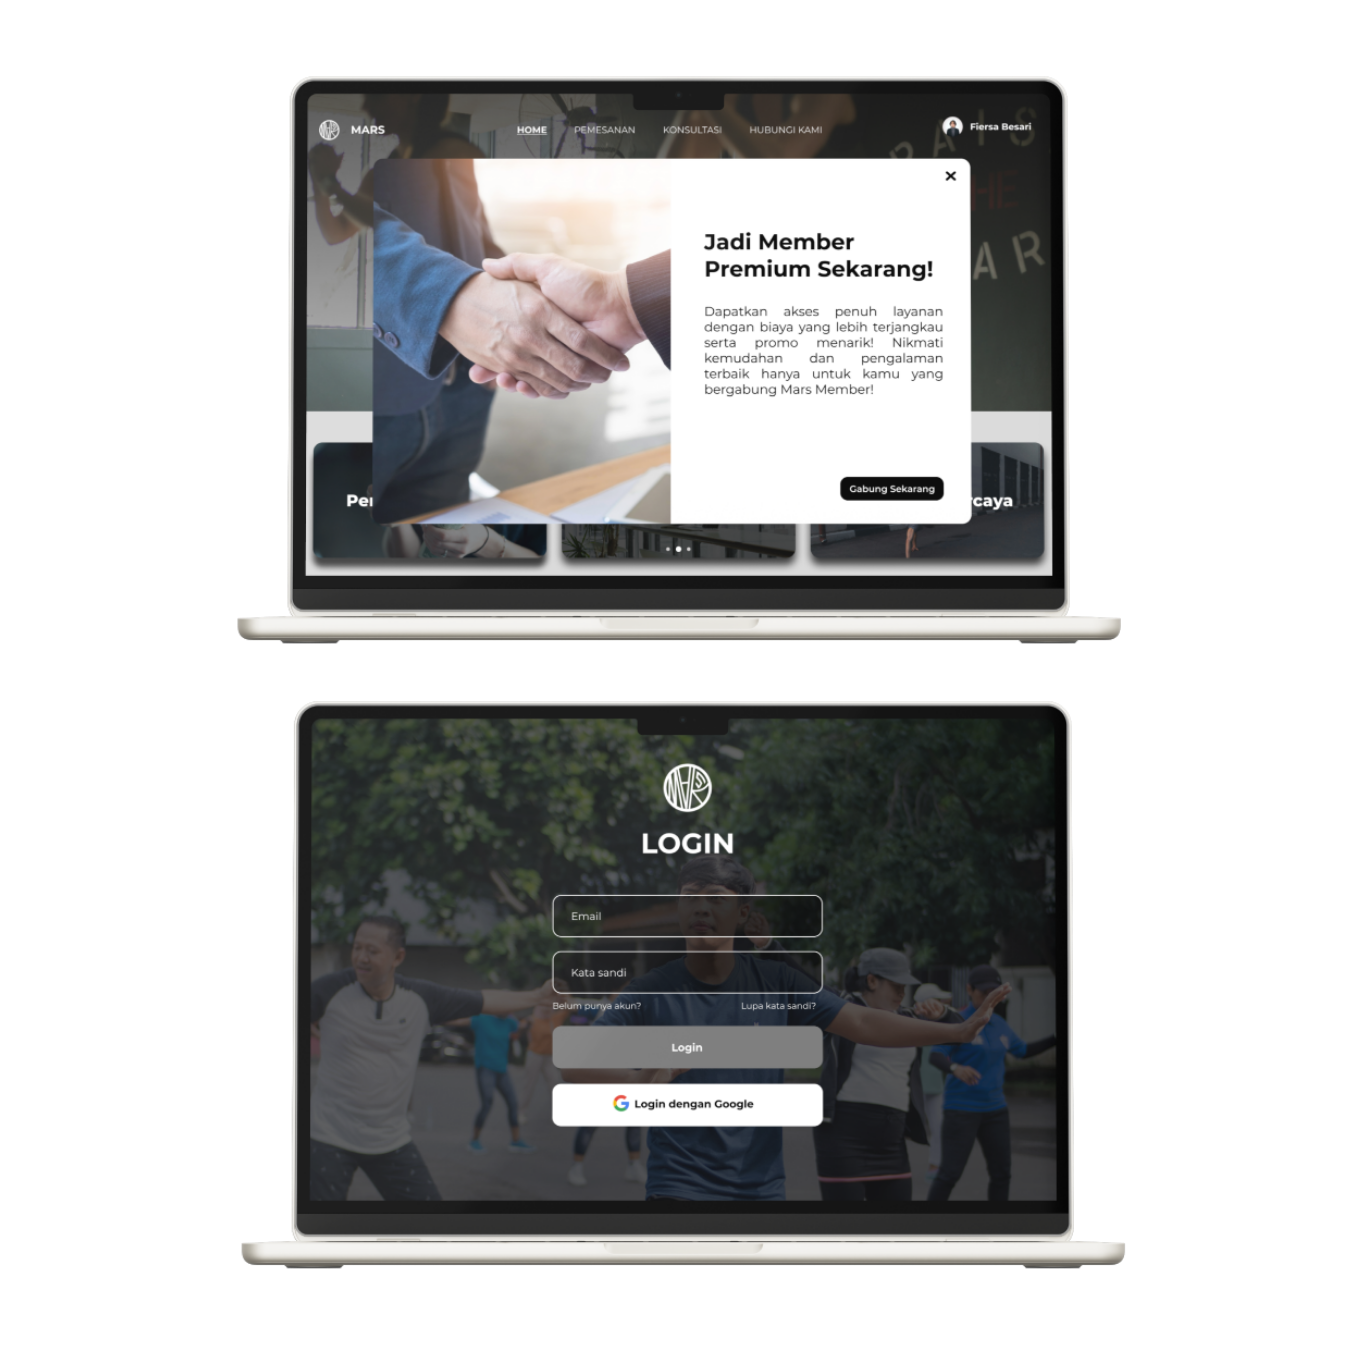 MARS
HOME PEMESANAN KONSULTASI HUBUNGI KAMI
Fiersa Besari
Jadi Member
Premium Sekarang!
Dapatkan akses penuh layanan
dengan biaya yang lebih terjangkau
serta promo menarik! Nikmati
kemudahan dan pengalaman
terbaik hanya untuk kamu yang
bergabung Mars Member!
Gabung Sekarang
LOGIN
Email
Kata sandi
Belum punya akun? Lupa kata sandi?
Login
Login dengan Google